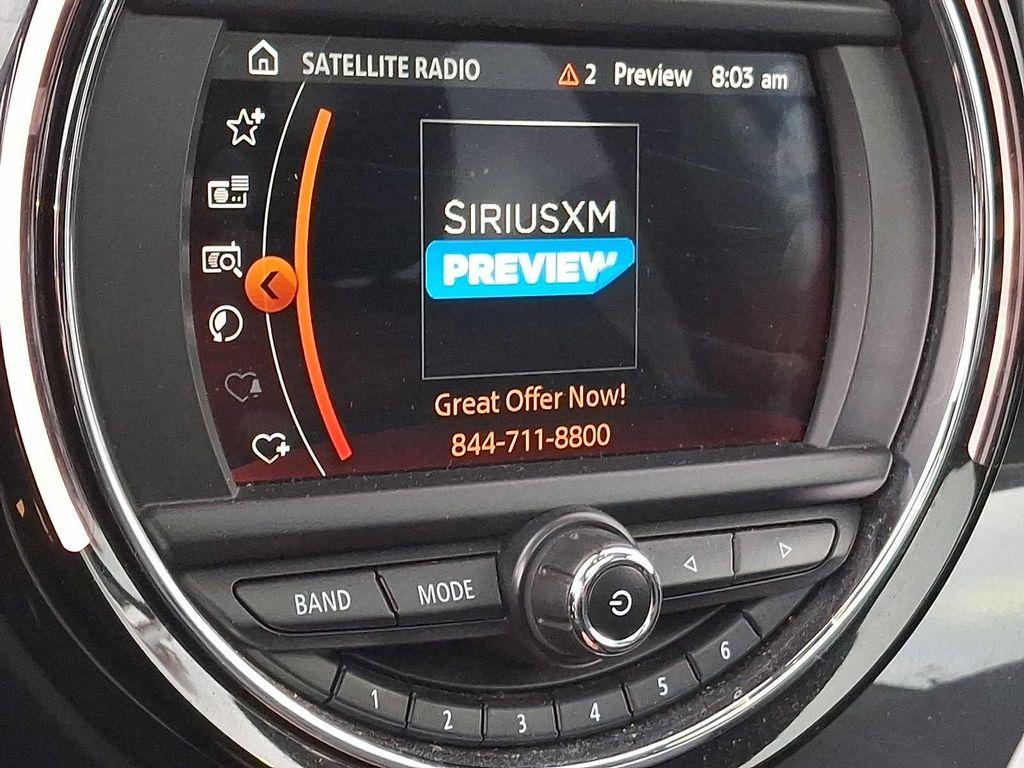 SATELLITE RADIO
2 Preview 8:03 am
SIRIUSXM
PREVIEW
Great Offer Now!
844-711-8800
BAND
MODE
1
2
3
4
5
6